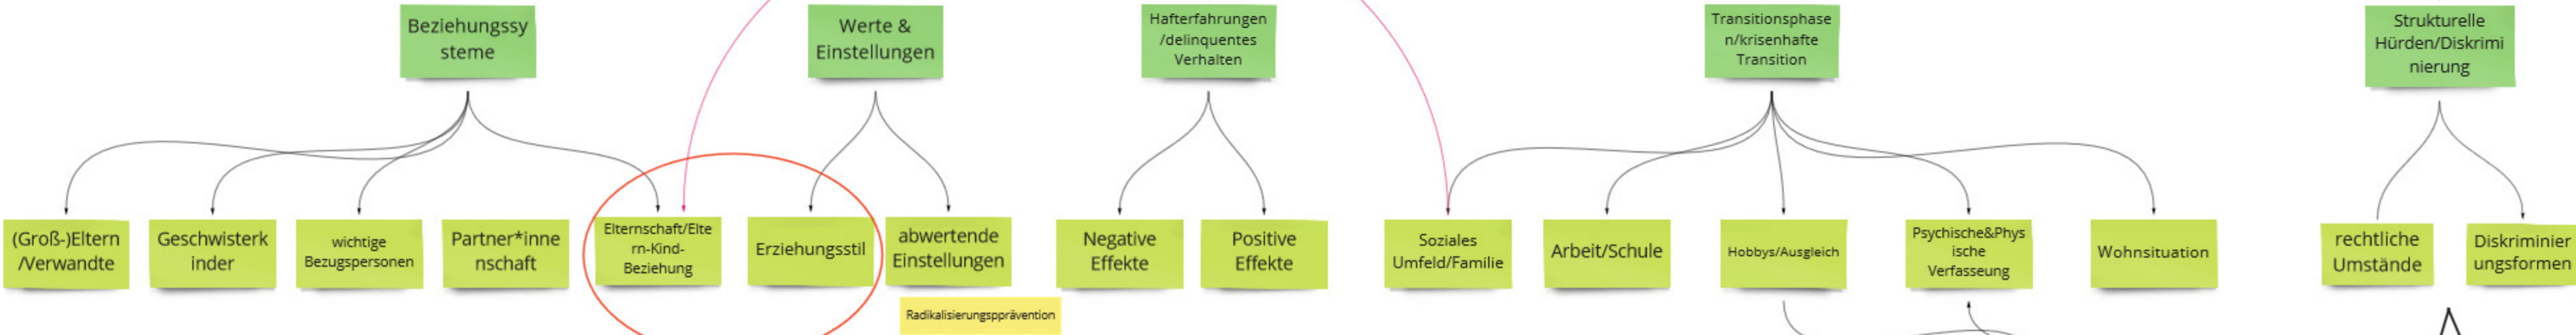 Beziehungssy
steme
Werte &
Einstellungen
Hafterfahrungen
/delinquentes
Verhalten
Transitionsphase
n/krisenhafte
Transition
Strukturelle
Hürden/Diskrimi
nierung
(Groß-)Eltern
/Verwandte
Geschwisterk
inder
wichtige
Bezugspersonen
Partner*inne
nschaft
Elternschaft/Elte
rn-Kind-
Beziehung
Erziehungsstil
abwertende
Einstellungen
Negative
Effekte
Positive
Effekte
Soziales
Umfeld/Familie
Arbeit/Schule
Hobbys/Ausgleich
Psychische&Phys
ische
Verfasseung
Wohnsituation
rechtliche
Umstände
Diskriminier
ungsformen
Radikalisierungspprävention